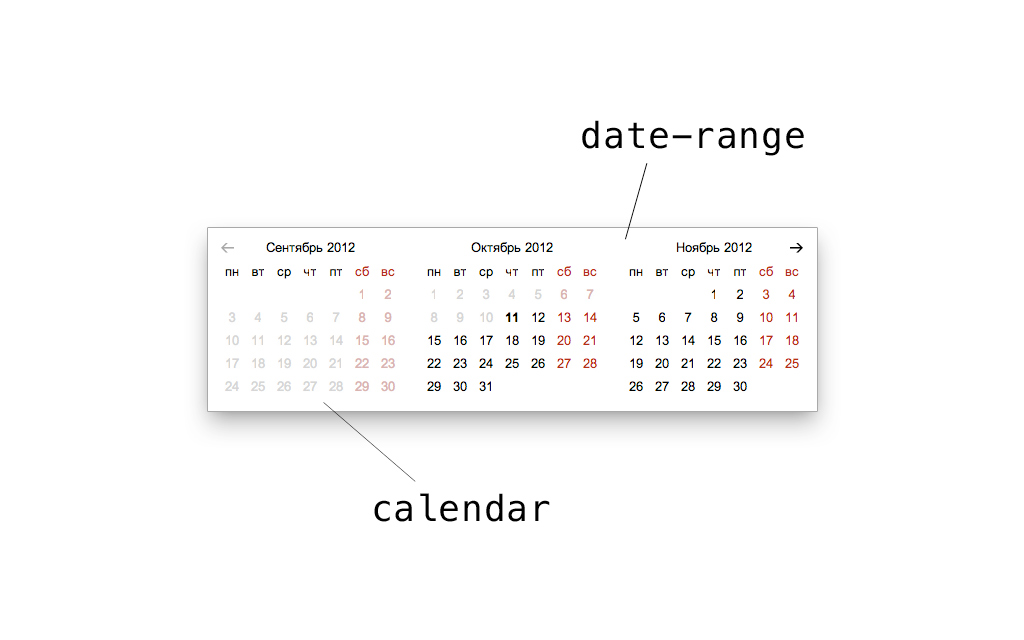 date-range
← Сентябрь 2012 Октябрь 2012 Ноябрь 2012 →
пн вт ср чт пт сб вс пн вт ср чт пт сб вс пн вт ср чт пт сб вс
1 2 1 2 3 4 5 6 7 1 2 3 4
3 4 5 6 7 8 9 8 9 10 11 12 13 14 5 6 7 8 9 10 11
10 11 12 13 14 15 16 15 16 17 18 19 20 21 12 13 14 15 16 17 18
17 18 19 20 21 22 23 22 23 24 25 26 27 28 19 20 21 22 23 24 25
24 25 26 27 28 29 30 29 30 31 26 27 28 29 30
calendar